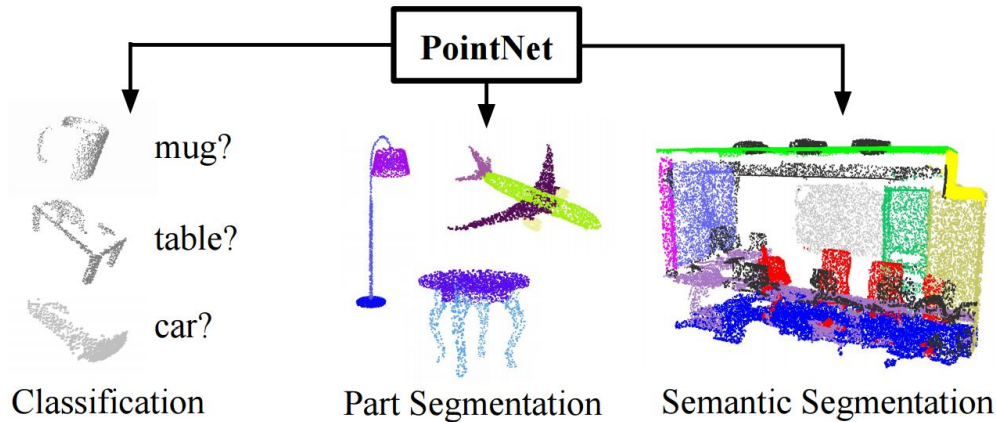 PointNet
mug?
table?
car?
Classification
Part Segmentation
Semantic Segmentation